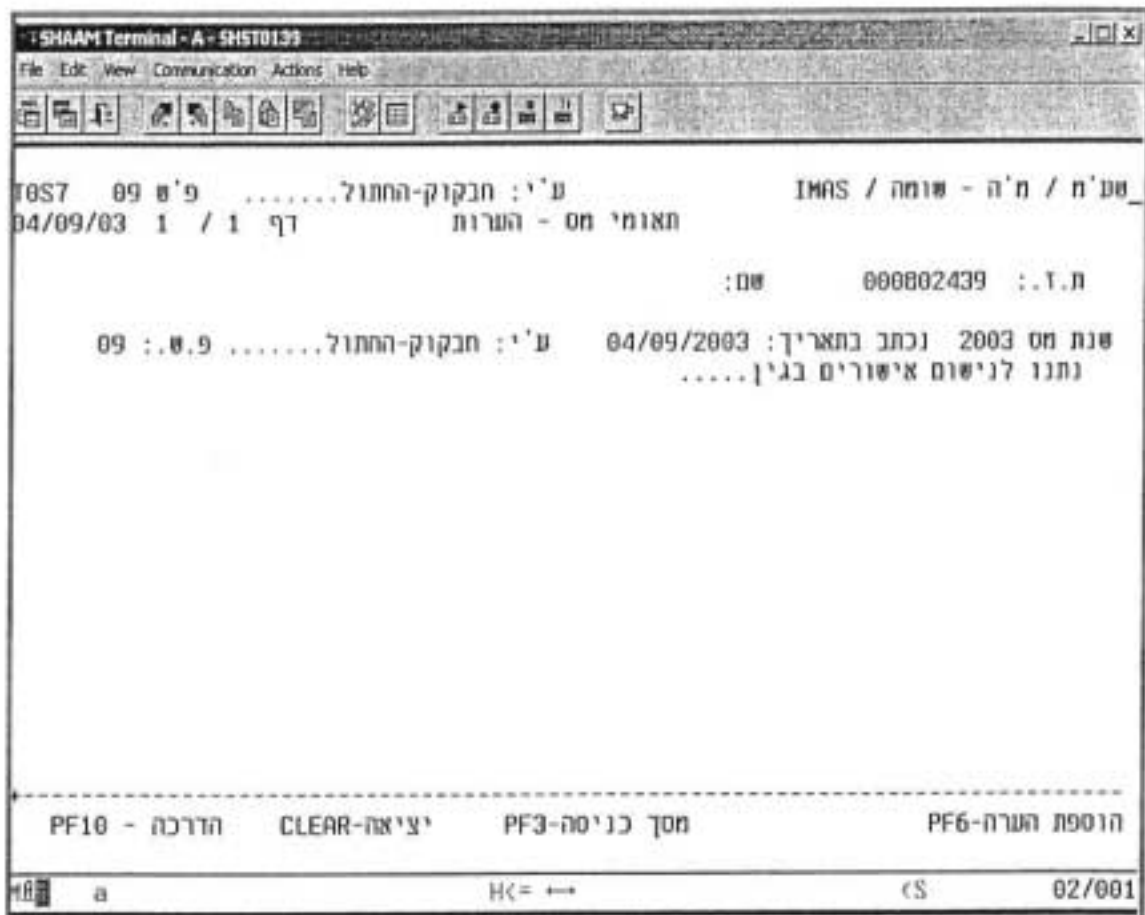 SHAAM Terminal - A - SHST0139
File Edit View Communication Actions Help
שע'מ / מ'ה - שומה / IMAS ע'י: חבקוק-החתול....... פ'ש 09 T0S7
תאומי מס - הערות דף 1 / 1 04/09/03
ת.ז.: 000802439 שם:
שנת מס 2003 נכתב בתאריך: 04/09/2003 ע'י: חבקוק-החתול....... פ.ש.: 09
נתנו לנישום אישורים בגין.....
הוספת הערה-PF6 מסך כניסה-PF3 יציאה-CLEAR הדרכה - PF10
a H<= ↔ <S 02/001